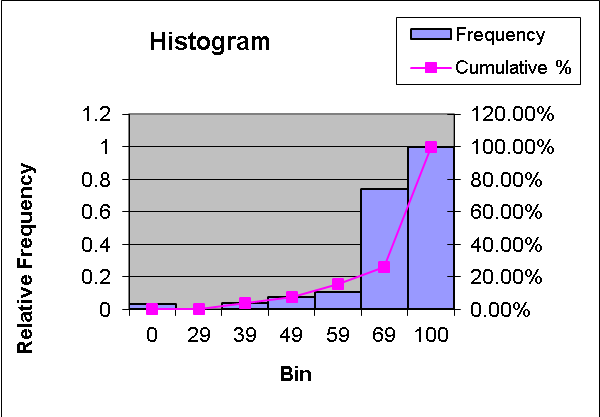 Histogram
Frequency
Cumulative %
1.2
1
0.8
0.6
0.4
0.2
0
120.00%
100.00%
80.00%
60.00%
40.00%
20.00%
0.00%
Relative Frequency
0 29 39 49 59 69 100
Bin